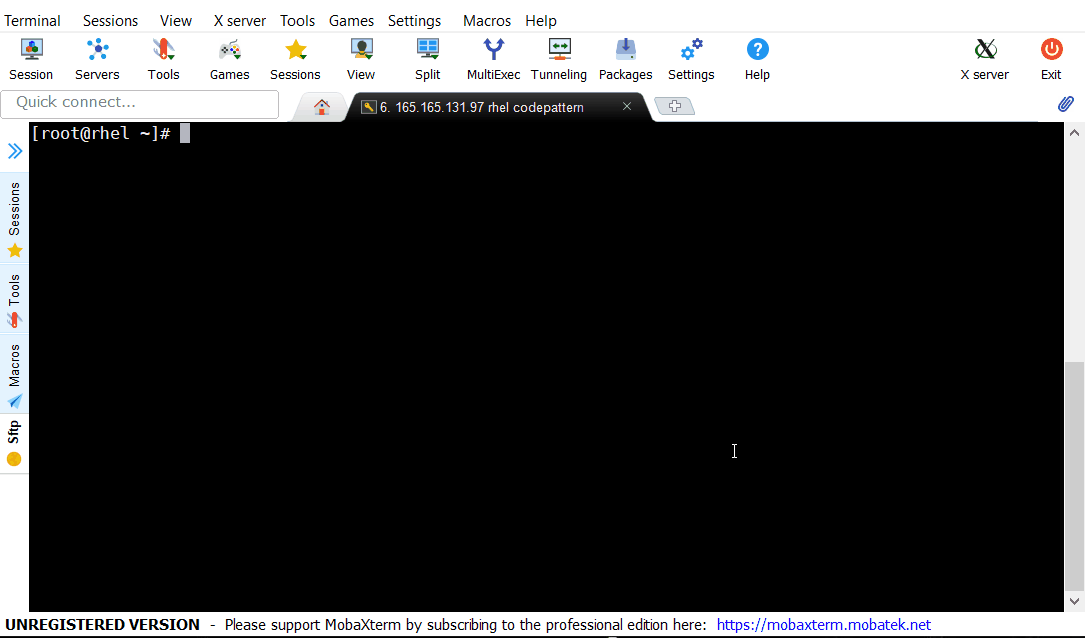 Terminal Sessions View X server Tools Games Settings Macros Help
Session Servers Tools Games Sessions View Split MultiExec Tunneling Packages Settings Help X server Exit
Quick connect... 6. 165.165.131.97 rhel codepattern
[root@rhel ~]#
Sessions
Tools
Macros
Sftp
UNREGISTERED VERSION - Please support MobaXterm by subscribing to the professional edition here: https://mobaxterm.mobatek.net